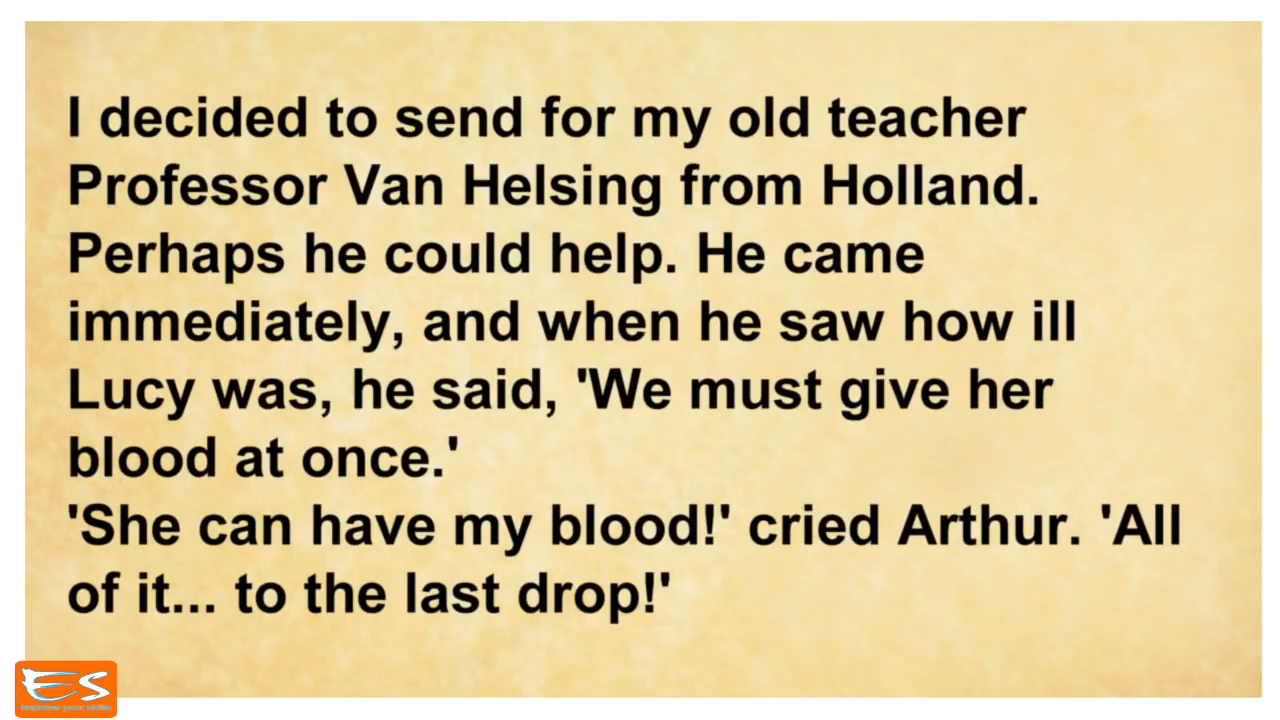 I decided to send for my old teacher
Professor Van Helsing from Holland.
Perhaps he could help. He came
immediately, and when he saw how ill
Lucy was, he said, 'We must give her
blood at once.'
'She can have my blood!' cried Arthur. 'All
of it... to the last drop!'
ES